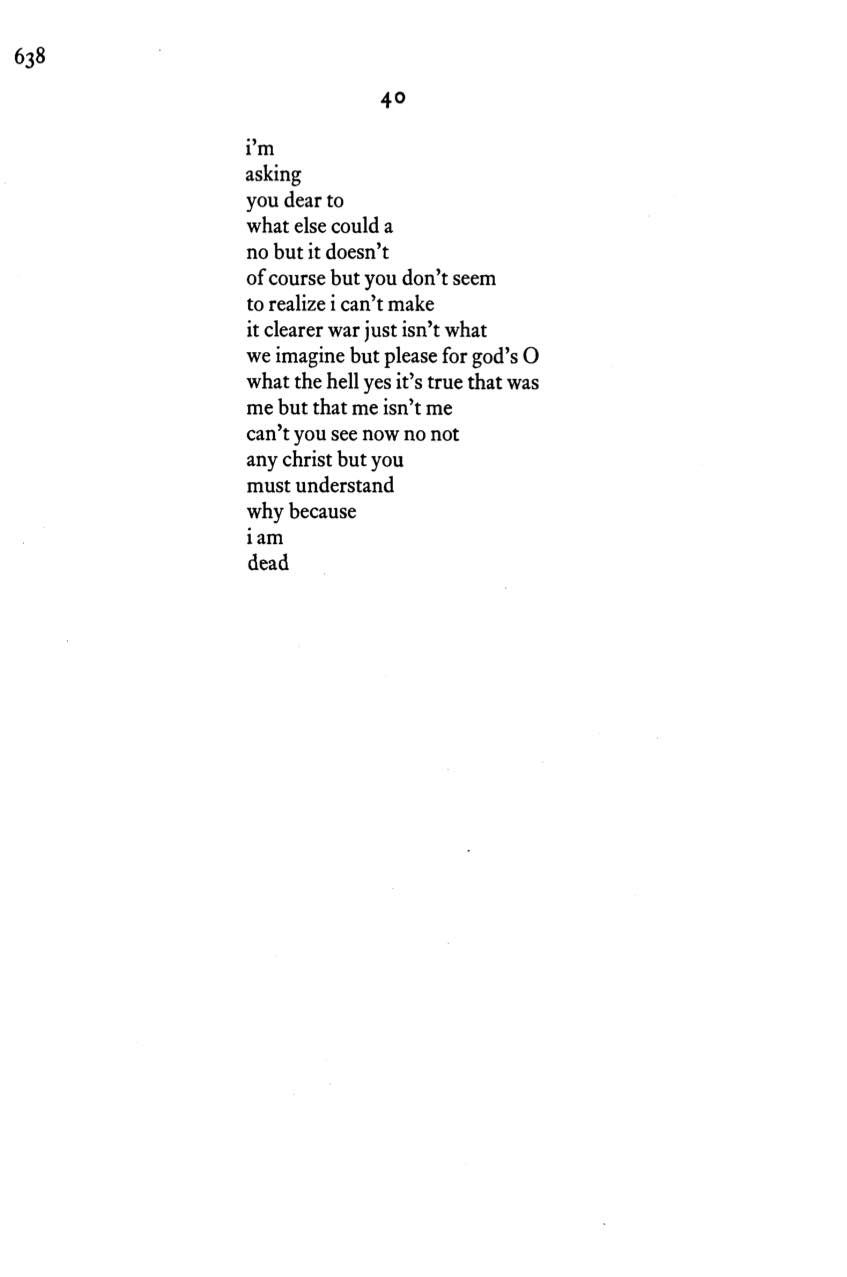 638
40
i’m
asking
you dear to
what else could a
no but it doesn’t
of course but you don’t seem
to realize i can’t make
it clearer war just isn’t what
we imagine but please for god’s O
what the hell yes it’s true that was
me but that me isn’t me
can’t you see now no not
any christ but you
must understand
why because
i am
dead